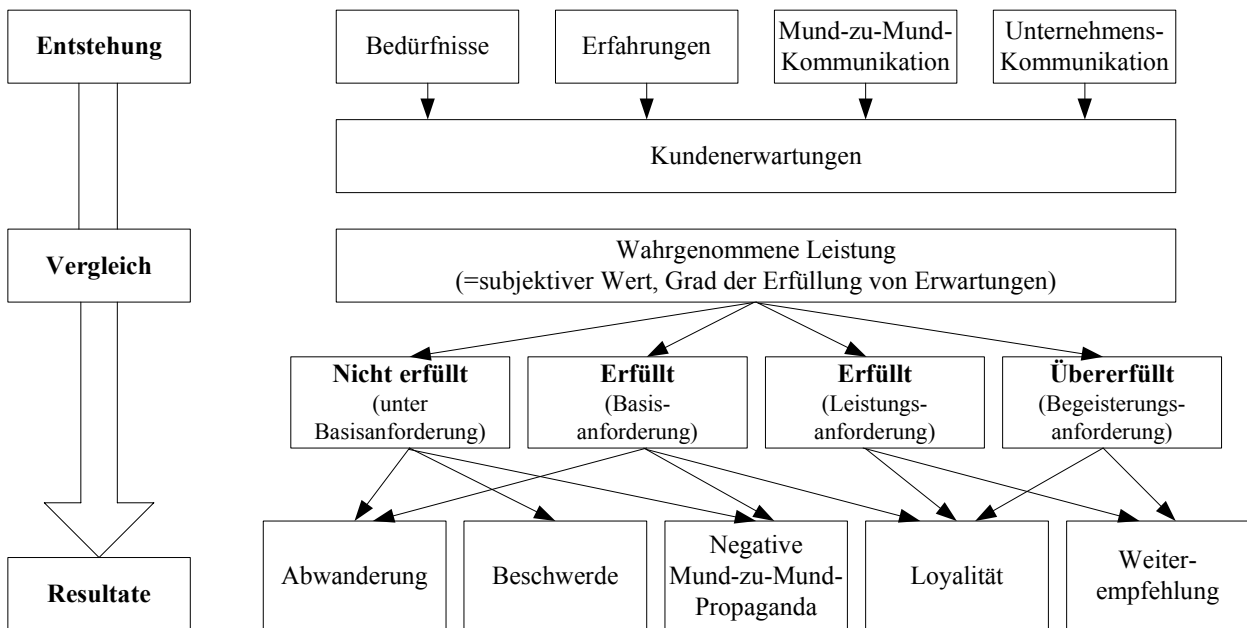 Entstehung
Bedürfnisse
Erfahrungen
Mund-zu-Mund-
Kommunikation
Unternehmens-
Kommunikation
Kundenerwartungen
Vergleich
Wahrgenommene Leistung
(=subjektiver Wert, Grad der Erfüllung von Erwartungen)
Nicht erfüllt
(unter
Basisanforderung)
Erfüllt
(Basis-
anforderung)
Erfüllt
(Leistungs-
anforderung)
Übererfüllt
(Begeisterungs-
anforderung)
Resultate
Abwanderung
Beschwerde
Negative
Mund-zu-Mund-
Propaganda
Loyalität
Weiter-
empfehlung